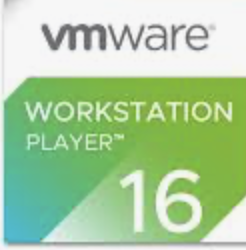 vmware®
WORKSTATION
PLAYER™
16